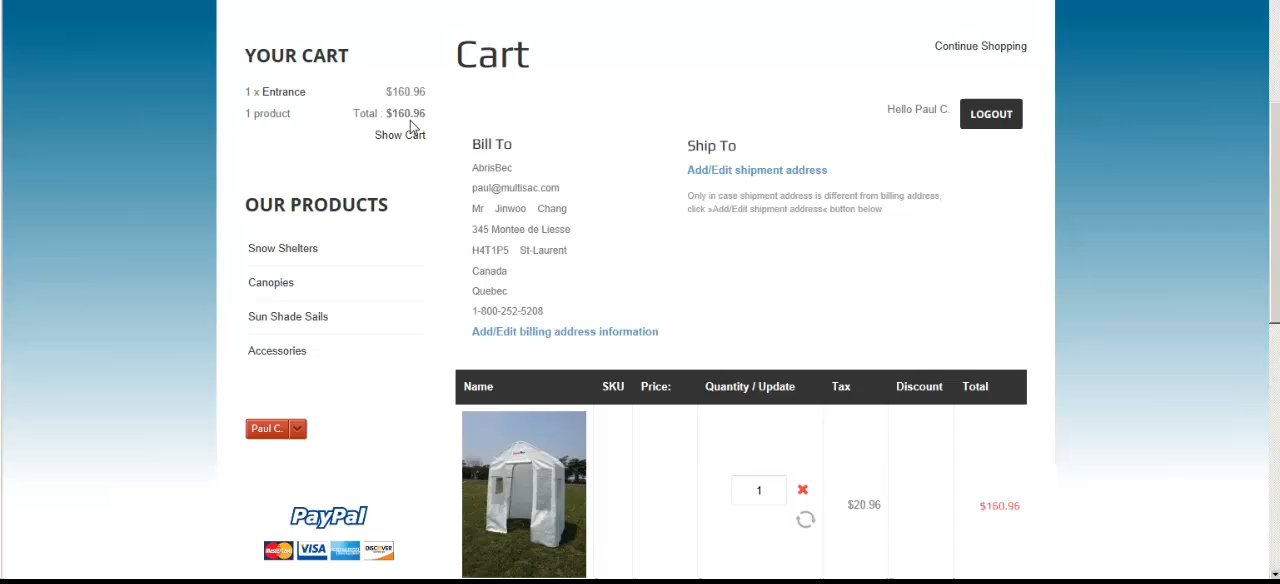 YOUR CART
1 x Entrance $160.96
1 product Total : $160.96
Show Cart
OUR PRODUCTS
Snow Shelters
Canopies
Sun Shade Sails
Accessories
Paul C.
PayPal
MasterCard VISA DISCOVER
Cart
Continue Shopping
Hello Paul C. LOGOUT
Bill To
AbrisBec
paul@multisac.com
Mr Jinwoo Chang
345 Montee de Liesse
H4T1P5 St-Laurent
Canada
Quebec
1-800-252-5208
Add/Edit billing address information
Ship To
Add/Edit shipment address
Only in case shipment address is different from billing address,
click »Add/Edit shipment address« button below
Name SKU Price: Quantity / Update Tax Discount Total
1 $20.96 $160.96